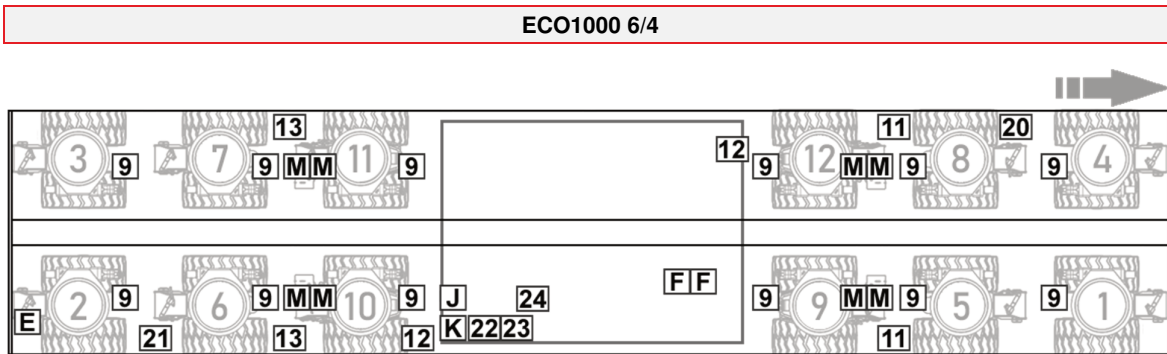 ECO1000 6/4
13 11 20
3 9 7 9 M M 11 9 12 9 12 M M 9 8 9 4
2 9 6 9 M M 10 9 J 24 F F 9 9 M M 9 5 9 1
E 21 13 12 K 22 23 11